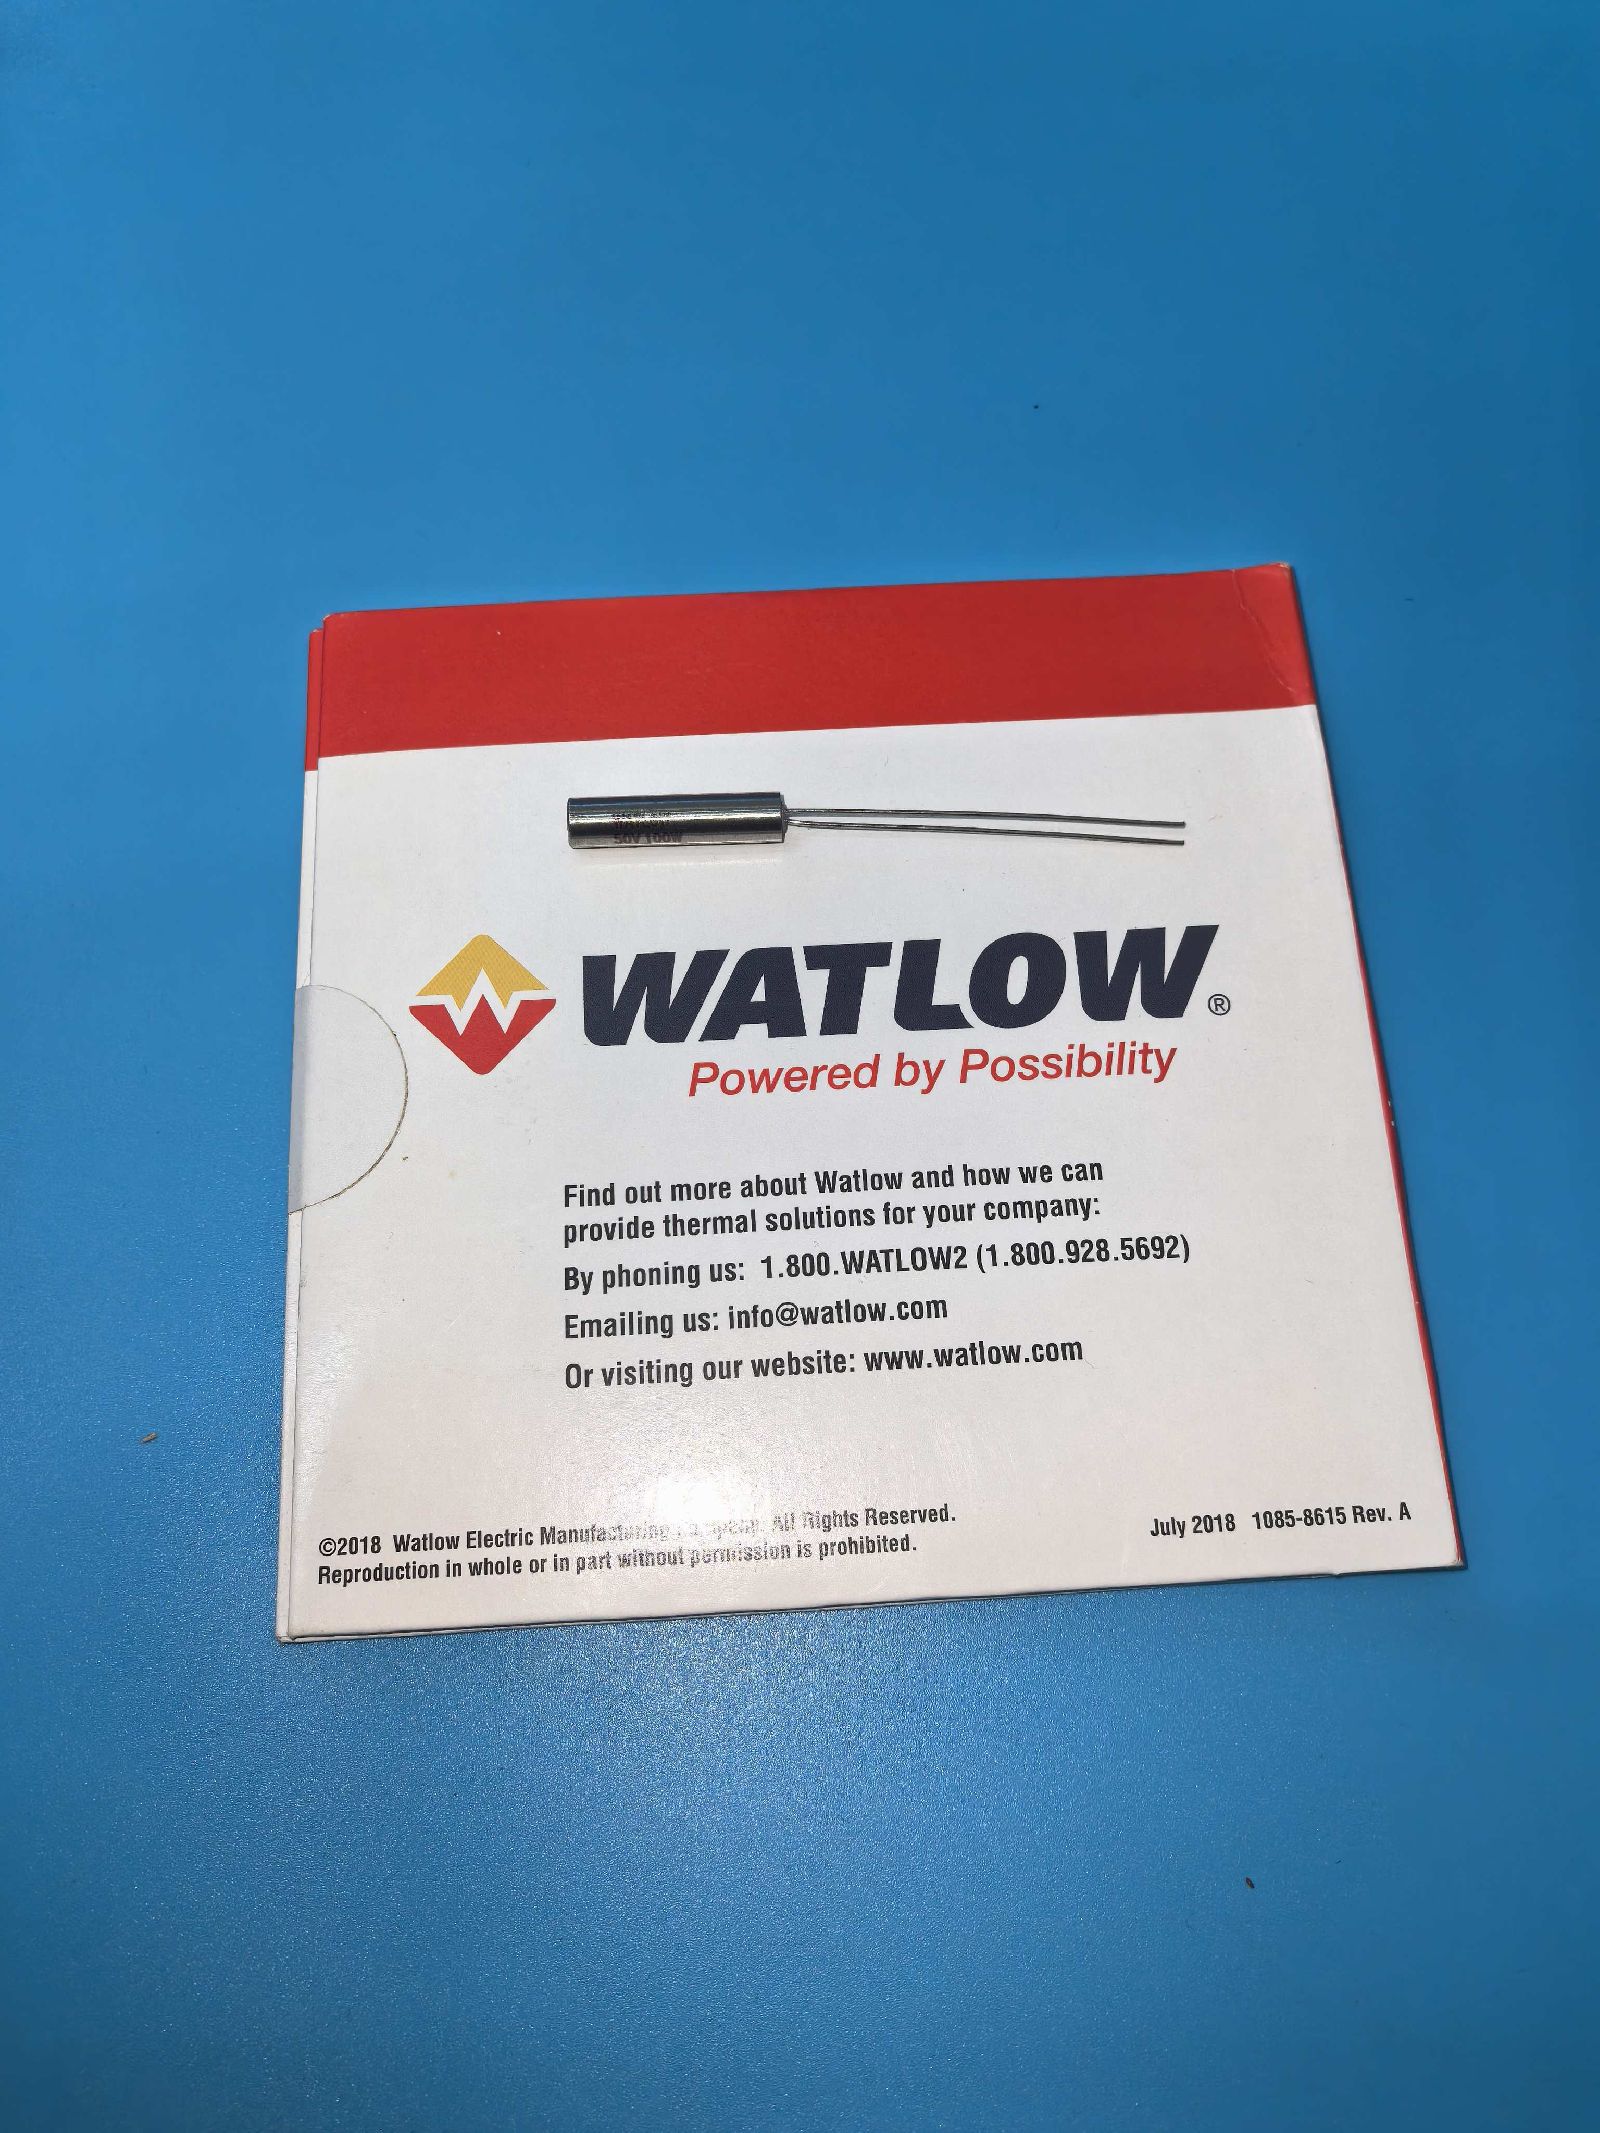 50V 100W
WATLOW®
Powered by Possibility
Find out more about Watlow and how we can
provide thermal solutions for your company:
By phoning us: 1.800.WATLOW2 (1.800.928.5692)
Emailing us: info@watlow.com
Or visiting our website: www.watlow.com
©2018 Watlow Electric Manufacturing Company. All Rights Reserved.
Reproduction in whole or in part without permission is prohibited.
July 2018 1085-8615 Rev. A